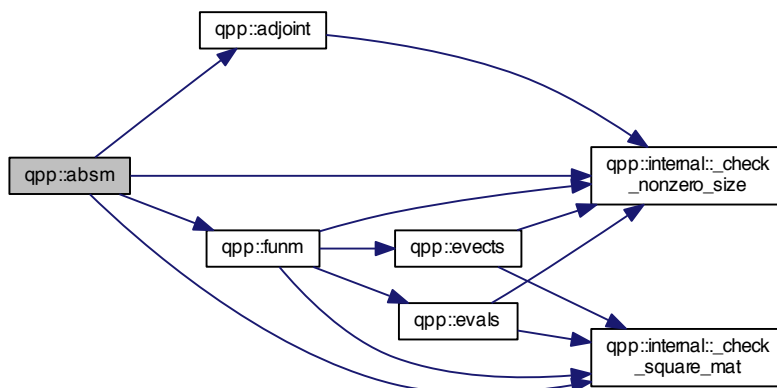 qpp::adjoint
qpp::absm
qpp::internal::_check
_nonzero_size
qpp::funm
qpp::evects
qpp::evals
qpp::internal::_check
_square_mat